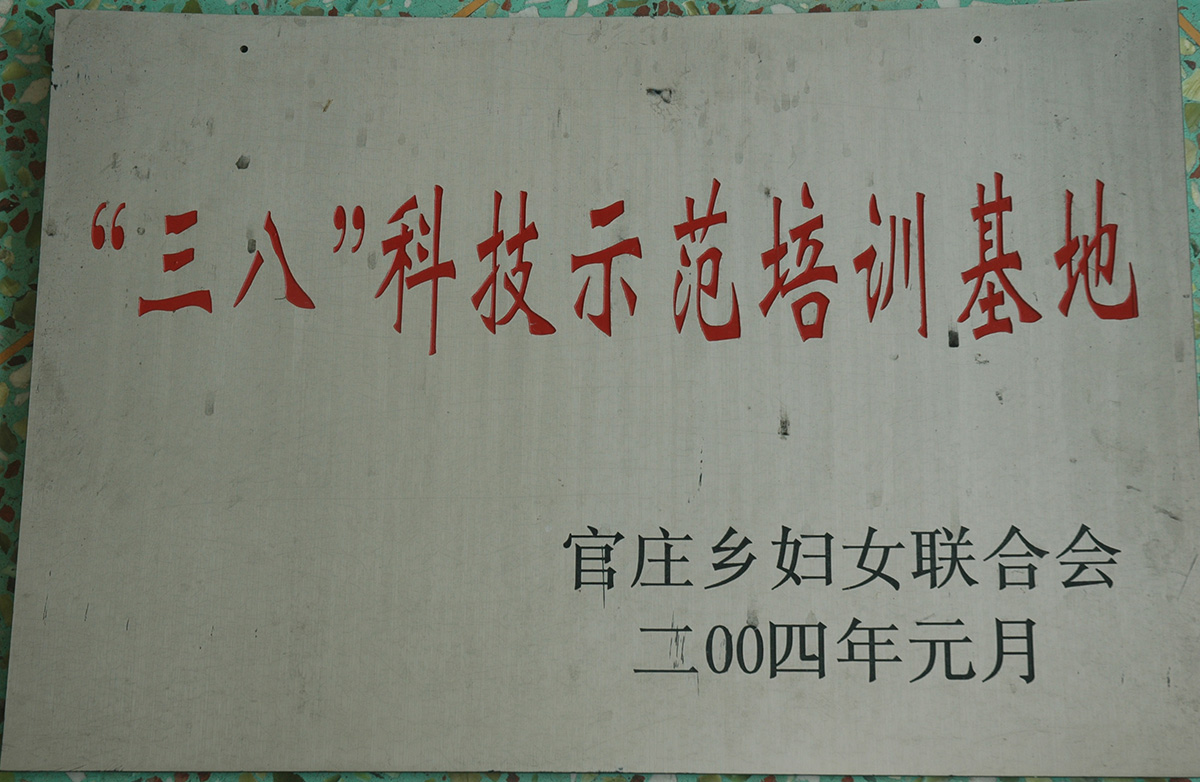 “三八”科技示范培训基地
官庄乡妇女联合会
二00四年元月